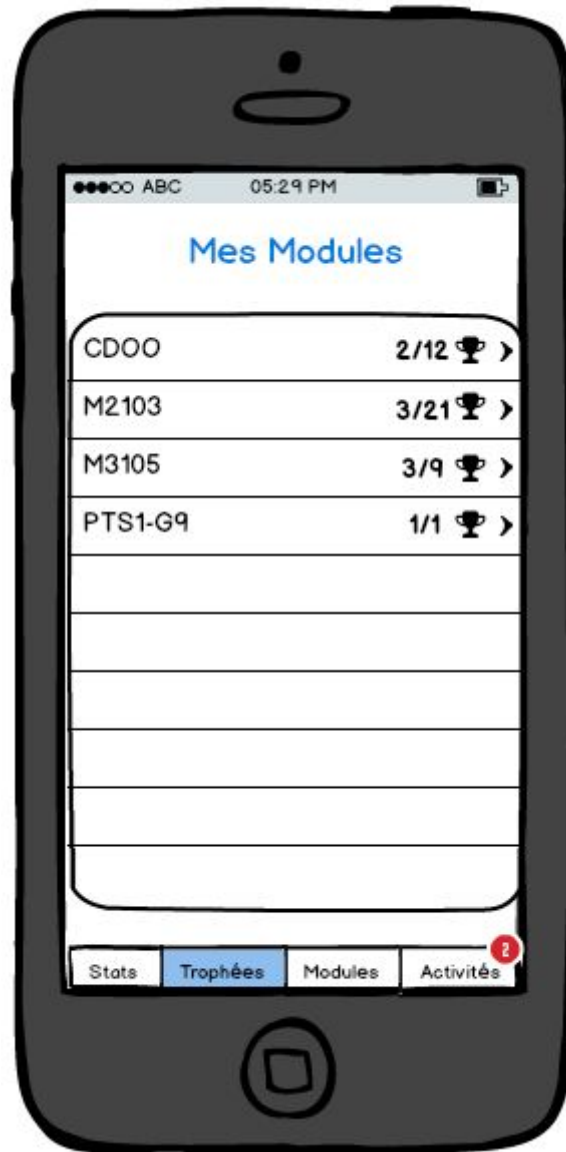 ABC 05:29 PM
Mes Modules
CDOO 2/12
M2103 3/21
M3105 3/9
PTS1-G9 1/1
2
Stats Trophées Modules Activités